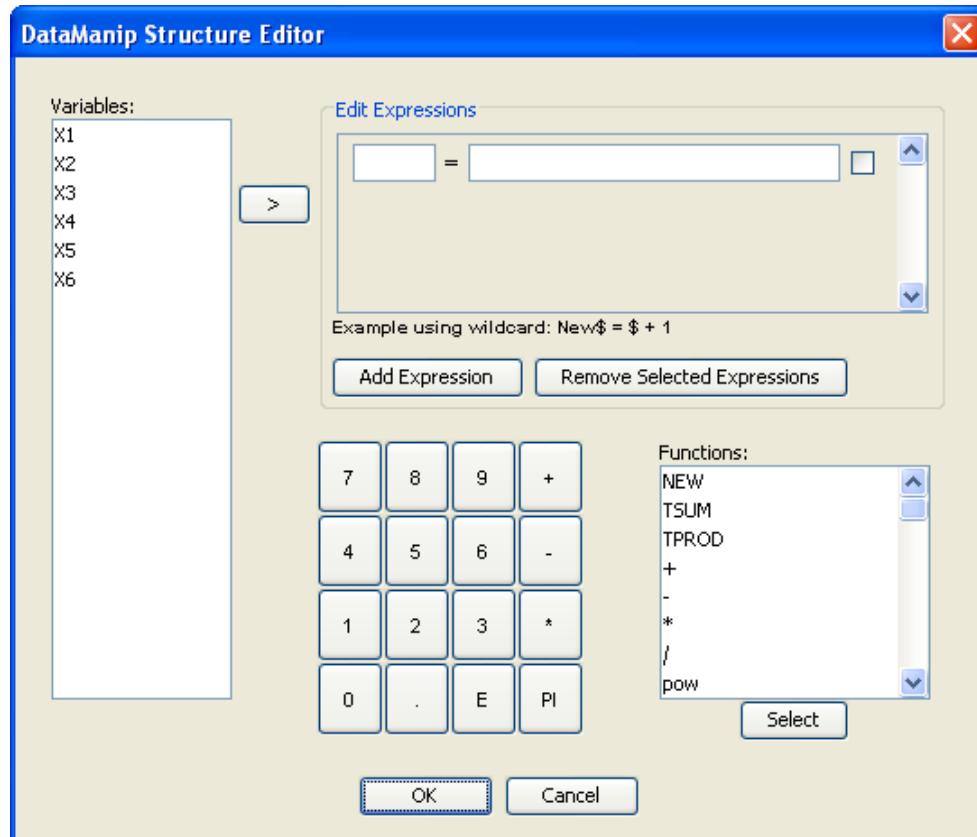 DataManip Structure Editor
Variables:
X1
X2
X3
X4
X5
X6
>
Edit Expressions
=
Example using wildcard: New$ = $ + 1
Add Expression
Remove Selected Expressions
7 8 9 +
4 5 6 -
1 2 3 *
0 . E PI
Functions:
NEW
TSUM
TPROD
+
-
*
/
pow
Select
OK
Cancel